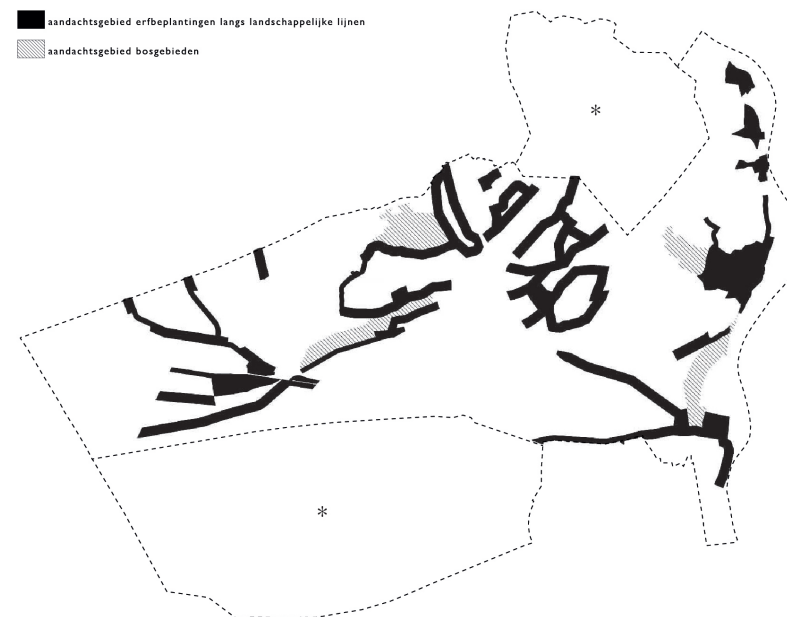 aandachtsgebied erfbeplantingen langs landschappelijke lijnen
aandachtsgebied bosgebieden
*
*